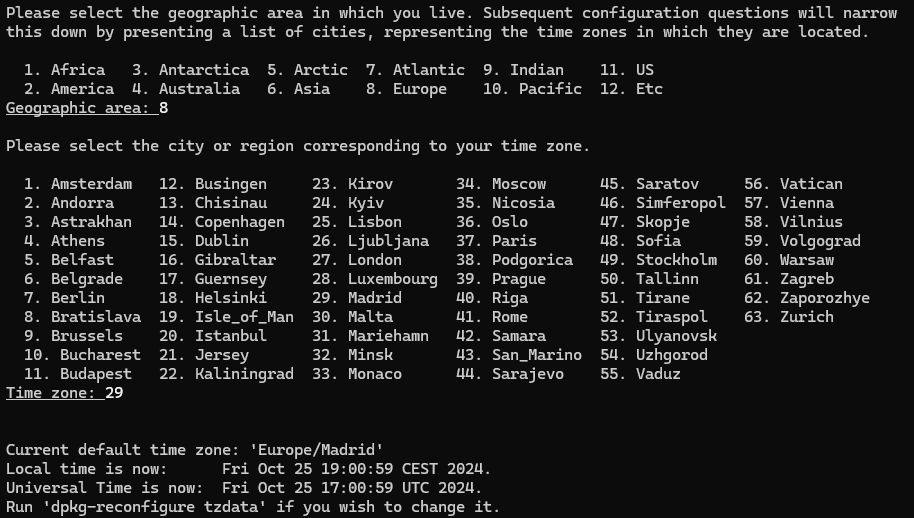 Please select the geographic area in which you live. Subsequent configuration questions will narrow
this down by presenting a list of cities, representing the time zones in which they are located.

  1. Africa   3. Antarctica  5. Arctic  7. Atlantic  9. Indian    11. US
  2. America  4. Australia   6. Asia    8. Europe    10. Pacific  12. Etc
Geographic area: 8

Please select the city or region corresponding to your time zone.

  1. Amsterdam   12. Busingen     23. Kirov       34. Moscow      45. Saratov     56. Vatican
  2. Andorra     13. Chisinau     24. Kyiv        35. Nicosia     46. Simferopol  57. Vienna
  3. Astrakhan   14. Copenhagen   25. Lisbon      36. Oslo        47. Skopje      58. Vilnius
  4. Athens      15. Dublin       26. Ljubljana   37. Paris       48. Sofia       59. Volgograd
  5. Belfast     16. Gibraltar    27. London      38. Podgorica   49. Stockholm   60. Warsaw
  6. Belgrade    17. Guernsey     28. Luxembourg  39. Prague      50. Tallinn     61. Zagreb
  7. Berlin      18. Helsinki     29. Madrid      40. Riga        51. Tirane      62. Zaporozhye
  8. Bratislava  19. Isle_of_Man  30. Malta       41. Rome        52. Tiraspol    63. Zurich
  9. Brussels    20. Istanbul     31. Mariehamn   42. Samara      53. Ulyanovsk
  10. Bucharest  21. Jersey       32. Minsk       43. San_Marino  54. Uzhgorod
  11. Budapest   22. Kaliningrad  33. Monaco      44. Sarajevo    55. Vaduz
Time zone: 29

Current default time zone: 'Europe/Madrid'
Local time is now:      Fri Oct 25 19:00:59 CEST 2024.
Universal Time is now:  Fri Oct 25 17:00:59 UTC 2024.
Run 'dpkg-reconfigure tzdata' if you wish to change it.